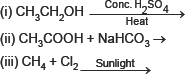 (i) CH₃CH₂OH —Conc. H₂SO₄ / Heat→
(ii) CH₃COOH + NaHCO₃ →
(iii) CH₄ + Cl₂ —Sunlight→